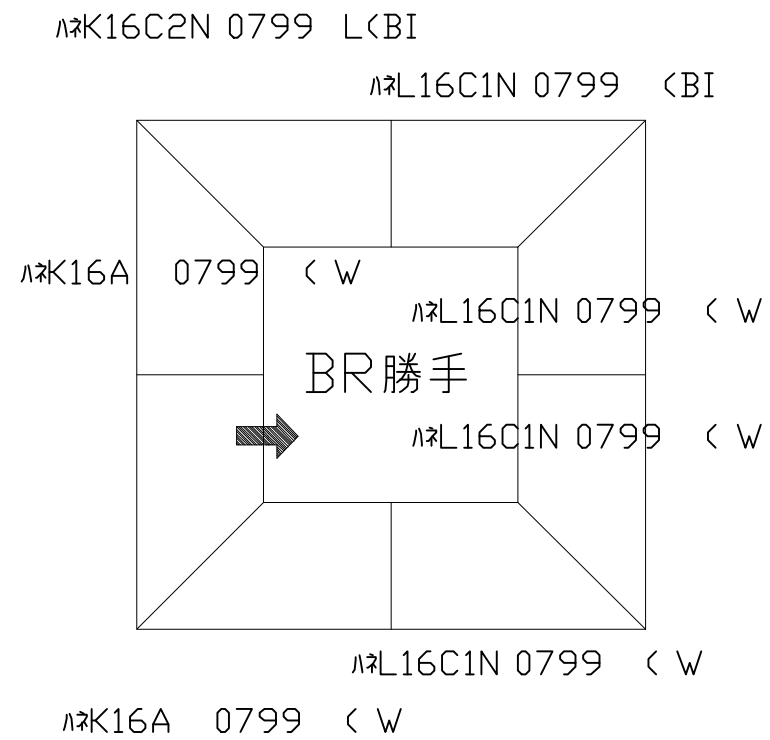 ﾊﾈK16C2N 0799 L(BI
ﾊﾈL16C1N 0799 (BI
ﾊﾈK16A 0799 ( W
ﾊﾈL16C1N 0799 ( W
BR勝手
ﾊﾈL16C1N 0799 ( W
ﾊﾈL16C1N 0799 ( W
ﾊﾈK16A 0799 ( W